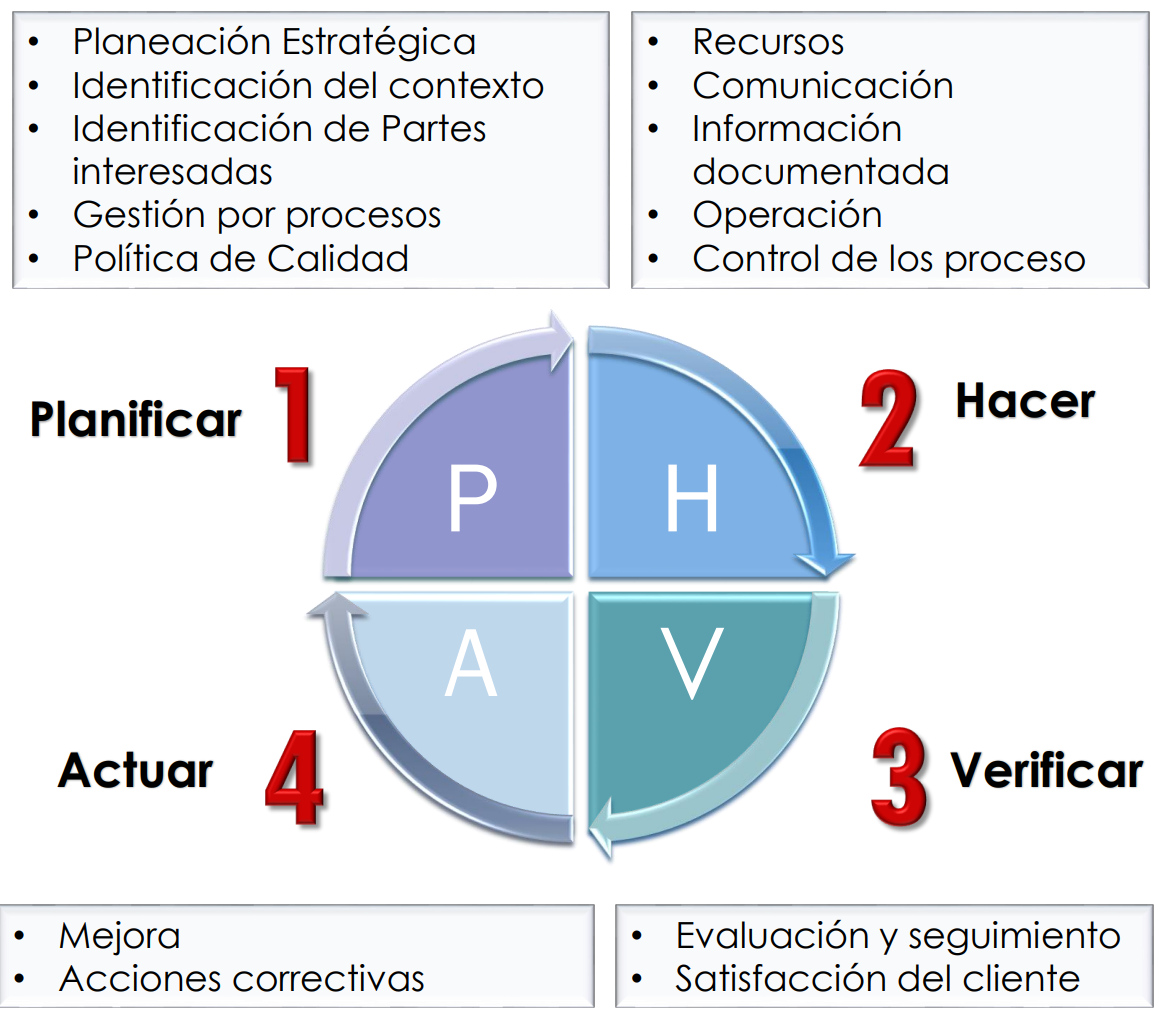 • Planeación Estratégica
• Identificación del contexto
• Identificación de Partes
interesadas
• Gestión por procesos
• Política de Calidad
• Recursos
• Comunicación
• Información
documentada
• Operación
• Control de los proceso
Planificar
1
2
Hacer
P
H
A
V
Actuar
4
3
Verificar
• Mejora
• Acciones correctivas
• Evaluación y seguimiento
• Satisfacción del cliente